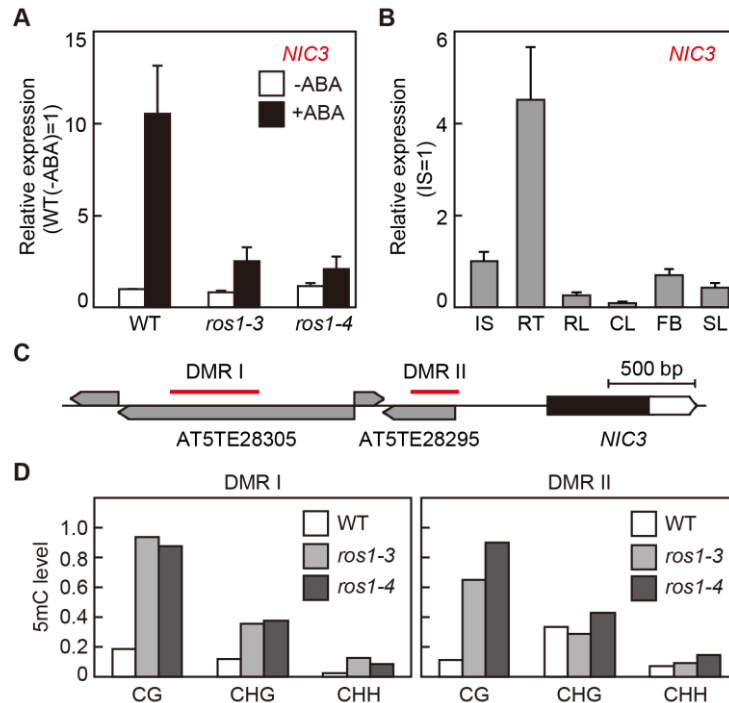 A
NIC3
-ABA
+ABA
Relative expression
(WT(-ABA)=1)
15
10
5
0
WT
ros1-3
ros1-4
B
NIC3
Relative expression
(IS=1)
6
4
2
0
IS
RT
RL
CL
FB
SL
C
DMR I
DMR II
500 bp
AT5TE28305
AT5TE28295
NIC3
D
DMR I
5mC level
1.0
0.8
0.6
0.4
0.2
0
WT
ros1-3
ros1-4
CG
CHG
CHH
DMR II
WT
ros1-3
ros1-4
CG
CHG
CHH